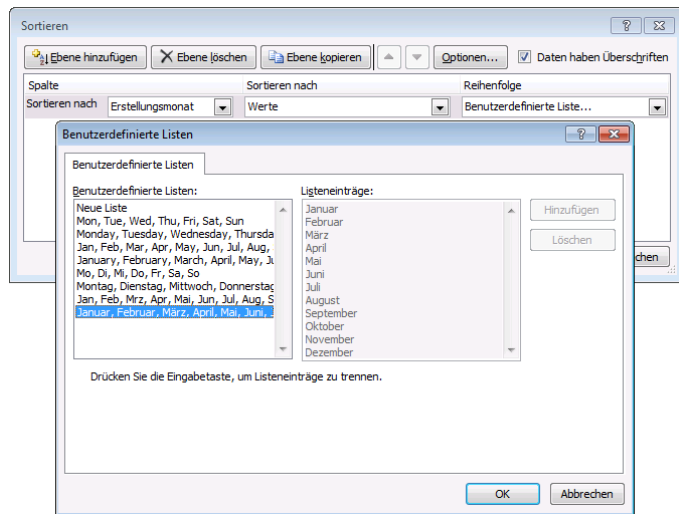 Sortieren
Ebene hinzufügen Ebene löschen Ebene kopieren Optionen... Daten haben Überschriften
Spalte Sortieren nach Reihenfolge
Sortieren nach Erstellungsmonat Werte Benutzerdefinierte Liste...
Benutzerdefinierte Listen
Benutzerdefinierte Listen
Benutzerdefinierte Listen: Listeneinträge:
Neue Liste
Mon, Tue, Wed, Thu, Fri, Sat, Sun
Monday, Tuesday, Wednesday, Thursda
Jan, Feb, Mar, Apr, May, Jun, Jul, Aug,
January, February, March, April, May, Ju
Mo, Di, Mi, Do, Fr, Sa, So
Montag, Dienstag, Mittwoch, Donnerstag
Jan, Feb, Mrz, Apr, Mai, Jun, Jul, Aug, S
Januar, Februar, März, April, Mai, Juni, J
Januar
Februar
März
April
Mai
Juni
Juli
August
September
Oktober
November
Dezember
Hinzufügen
Löschen
chen
Drücken Sie die Eingabetaste, um Listeneinträge zu trennen.
OK Abbrechen